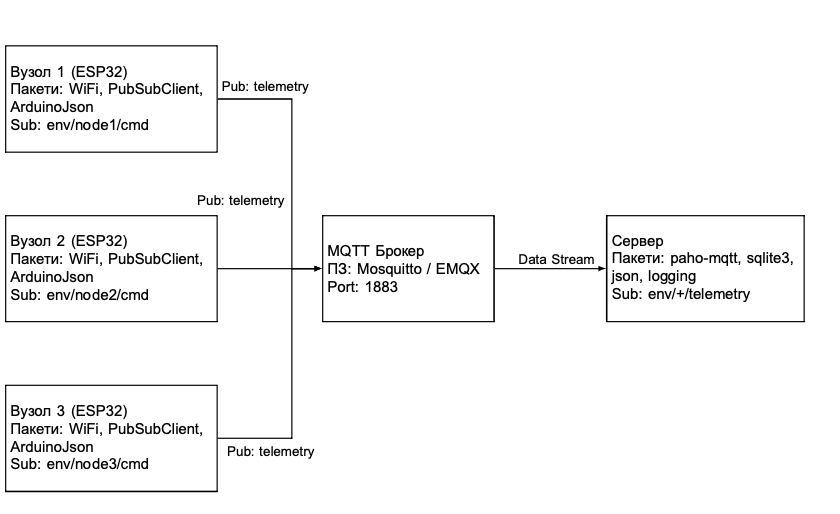 Вузол 1 (ESP32)
Пакети: WiFi, PubSubClient,
ArduinoJson
Sub: env/node1/cmd
Pub: telemetry
Pub: telemetry
Вузол 2 (ESP32)
Пакети: WiFi, PubSubClient,
ArduinoJson
Sub: env/node2/cmd
MQTT Брокер
ПЗ: Mosquitto / EMQX
Port: 1883
Data Stream
Сервер
Пакети: paho-mqtt, sqlite3,
json, logging
Sub: env/+/telemetry
Вузол 3 (ESP32)
Пакети: WiFi, PubSubClient,
ArduinoJson
Sub: env/node3/cmd
Pub: telemetry